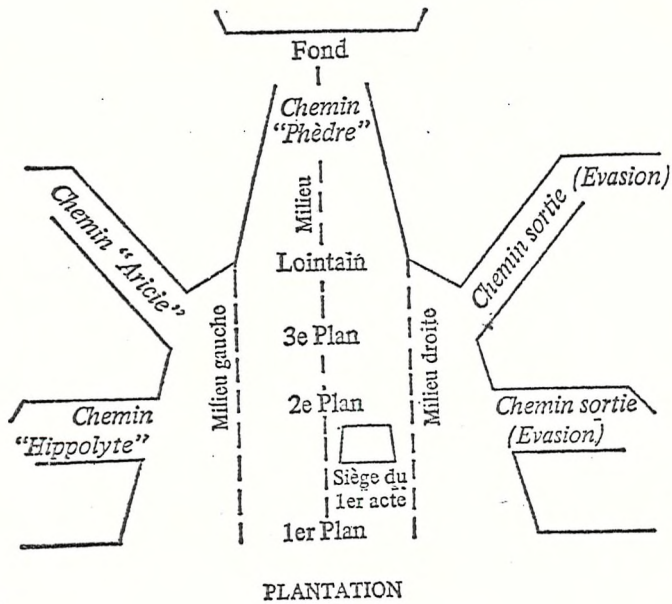 Fond
Chemin
"Phèdre"
Milieu
Chemin "Aricie"
(Evasion)
Chemin sortie
Lointain
Milieu gauche
Milieu droite
3e Plan
2e Plan
Chemin
"Hippolyte"
Chemin sortie
(Evasion)
Siège du
1er acte
1er Plan
PLANTATION